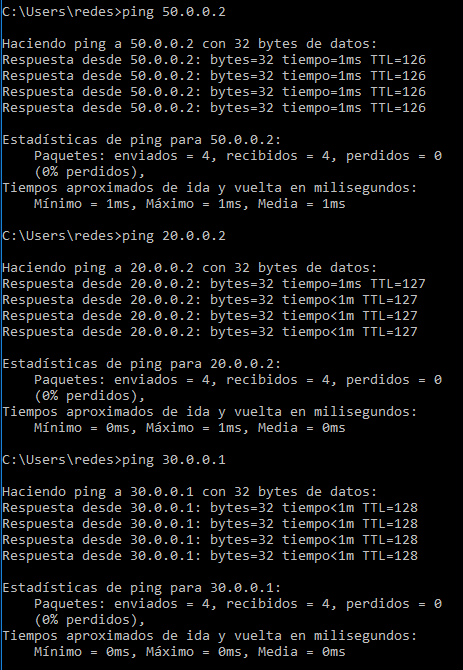 C:\Users\redes>ping 50.0.0.2
Haciendo ping a 50.0.0.2 con 32 bytes de datos:
Respuesta desde 50.0.0.2: bytes=32 tiempo=1ms TTL=126
Respuesta desde 50.0.0.2: bytes=32 tiempo=1ms TTL=126
Respuesta desde 50.0.0.2: bytes=32 tiempo=1ms TTL=126
Respuesta desde 50.0.0.2: bytes=32 tiempo=1ms TTL=126
Estadísticas de ping para 50.0.0.2:
Paquetes: enviados = 4, recibidos = 4, perdidos = 0
(0% perdidos),
Tiempos aproximados de ida y vuelta en milisegundos:
Mínimo = 1ms, Máximo = 1ms, Media = 1ms
C:\Users\redes>ping 20.0.0.2
Haciendo ping a 20.0.0.2 con 32 bytes de datos:
Respuesta desde 20.0.0.2: bytes=32 tiempo=1ms TTL=127
Respuesta desde 20.0.0.2: bytes=32 tiempo<1m TTL=127
Respuesta desde 20.0.0.2: bytes=32 tiempo<1m TTL=127
Respuesta desde 20.0.0.2: bytes=32 tiempo<1m TTL=127
Estadísticas de ping para 20.0.0.2:
Paquetes: enviados = 4, recibidos = 4, perdidos = 0
(0% perdidos),
Tiempos aproximados de ida y vuelta en milisegundos:
Mínimo = 0ms, Máximo = 1ms, Media = 0ms
C:\Users\redes>ping 30.0.0.1
Haciendo ping a 30.0.0.1 con 32 bytes de datos:
Respuesta desde 30.0.0.1: bytes=32 tiempo<1m TTL=128
Respuesta desde 30.0.0.1: bytes=32 tiempo<1m TTL=128
Respuesta desde 30.0.0.1: bytes=32 tiempo<1m TTL=128
Respuesta desde 30.0.0.1: bytes=32 tiempo<1m TTL=128
Estadísticas de ping para 30.0.0.1:
Paquetes: enviados = 4, recibidos = 4, perdidos = 0
(0% perdidos),
Tiempos aproximados de ida y vuelta en milisegundos:
Mínimo = 0ms, Máximo = 0ms, Media = 0ms